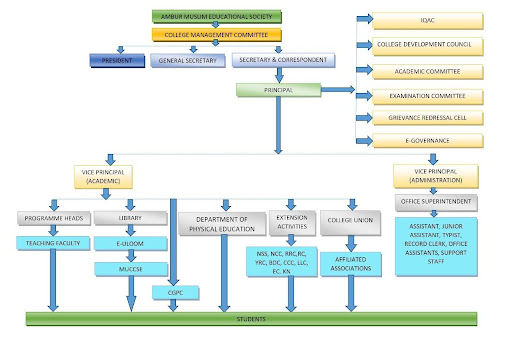 AMBUR MUSLIM EDUCATIONAL SOCIETY
COLLEGE MANAGEMENT COMMITTEE
PRESIDENT
GENERAL SECRETARY
SECRETARY & CORRESPONDENT
PRINCIPAL
IQAC
COLLEGE DEVELOPMENT COUNCIL
ACADEMIC COMMITTEE
EXAMINATION COMMITTEE
GRIEVANCE REDRESSAL CELL
E-GOVERNANCE
VICE PRINCIPAL
(ACADEMIC)
VICE PRINCIPAL
(ADMINISTRATION)
PROGRAMME HEADS
LIBRARY
DEPARTMENT OF
PHYSICAL EDUCATION
EXTENSION
ACTIVITIES
COLLEGE UNION
OFFICE SUPERINTENDENT
TEACHING FACULTY
E-ULOOM
MUCCSE
CGPC
NSS, NCC, RRC,RC,
YRC, BDC, CCC, LLC,
EC, KN
AFFILIATED
ASSOCIATIONS
ASSISTANT, JUNIOR
ASSISTANT, TYPIST,
RECORD CLERK, OFFICE
ASSISTANTS, SUPPORT
STAFF
STUDENTS